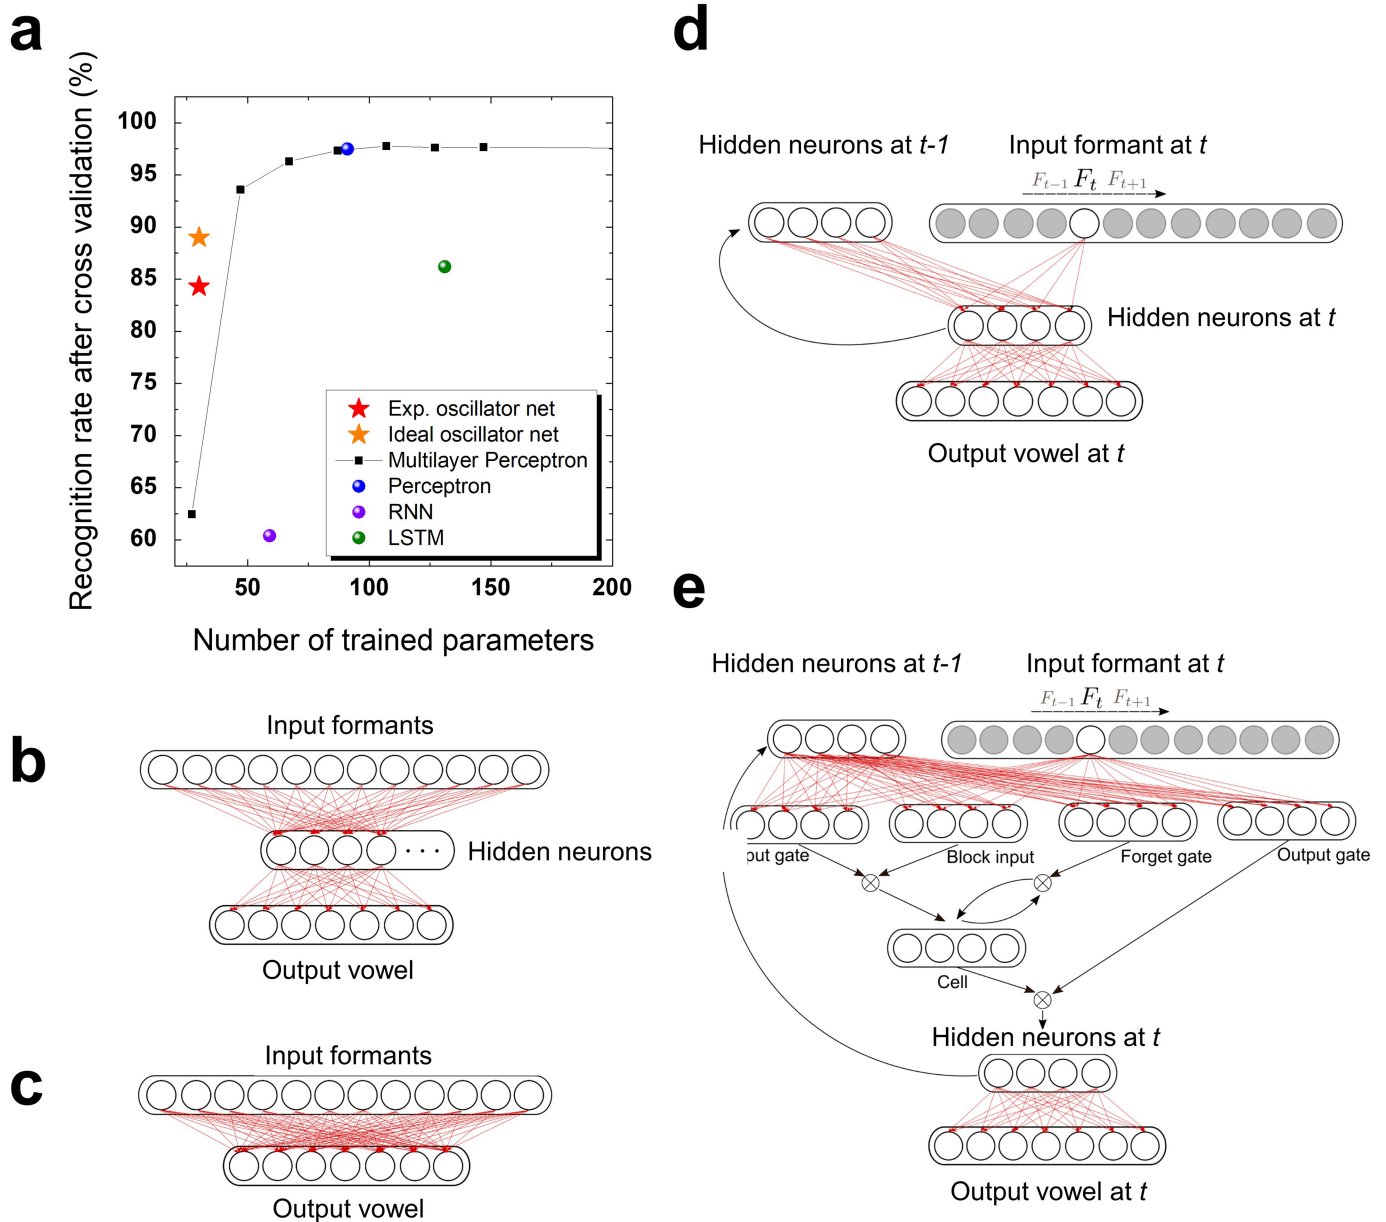 a
Recognition rate after cross validation (%)
100
95
90
85
80
75
70
65
60
50 100 150 200
Number of trained parameters
Exp. oscillator net
Ideal oscillator net
Multilayer Perceptron
Perceptron
RNN
LSTM
b
Input formants
Hidden neurons
Output vowel
c
Input formants
Output vowel
d
Hidden neurons at t-1
Input formant at t
Ft−1 Ft Ft+1
Hidden neurons at t
Output vowel at t
e
Hidden neurons at t-1
Input formant at t
Ft−1 Ft Ft+1
put gate
Block input
Forget gate
Output gate
Cell
Hidden neurons at t
Output vowel at t